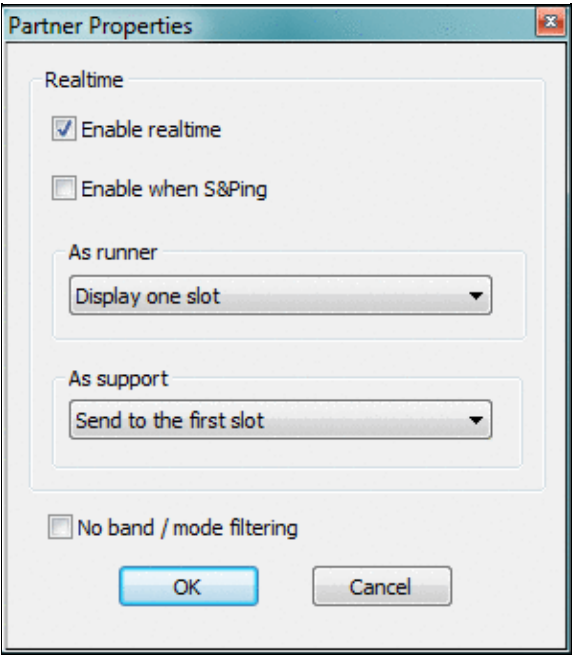 Partner Properties
Realtime
Enable realtime
Enable when S&Ping
As runner
Display one slot
As support
Send to the first slot
No band / mode filtering
OK Cancel